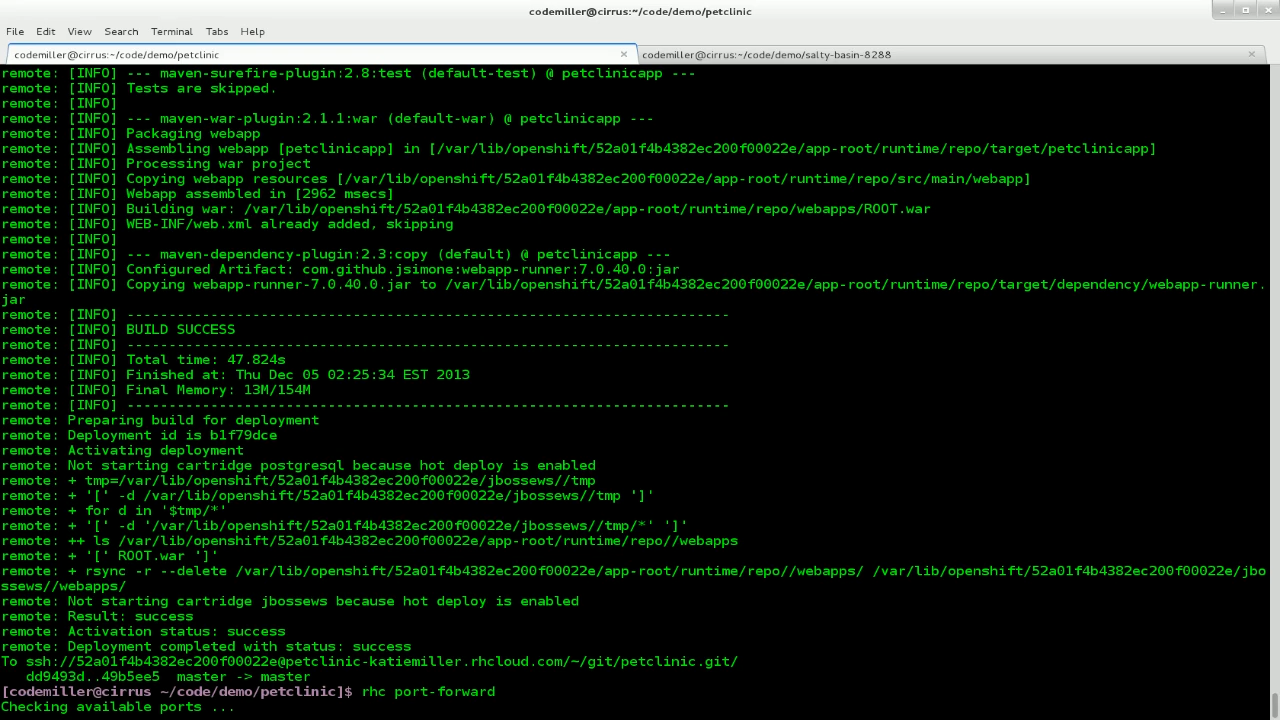 codemiller@cirrus:~/code/demo/petclinic
File Edit View Search Terminal Tabs Help
codemiller@cirrus:~/code/demo/petclinic
codemiller@cirrus:~/code/demo/salty-basin-8288
remote: [INFO] --- maven-surefire-plugin:2.8:test (default-test) @ petclinicapp ---
remote: [INFO] Tests are skipped.
remote: [INFO]
remote: [INFO] --- maven-war-plugin:2.1.1:war (default-war) @ petclinicapp ---
remote: [INFO] Packaging webapp
remote: [INFO] Assembling webapp [petclinicapp] in [/var/lib/openshift/52a01f4b4382ec200f00022e/app-root/runtime/repo/target/petclinicapp]
remote: [INFO] Processing war project
remote: [INFO] Copying webapp resources [/var/lib/openshift/52a01f4b4382ec200f00022e/app-root/runtime/repo/src/main/webapp]
remote: [INFO] Webapp assembled in [2962 msecs]
remote: [INFO] Building war: /var/lib/openshift/52a01f4b4382ec200f00022e/app-root/runtime/repo/webapps/ROOT.war
remote: [INFO] WEB-INF/web.xml already added, skipping
remote: [INFO]
remote: [INFO] --- maven-dependency-plugin:2.3:copy (default) @ petclinicapp ---
remote: [INFO] Configured Artifact: com.github.jsimone:webapp-runner:7.0.40.0:jar
remote: [INFO] Copying webapp-runner-7.0.40.0.jar to /var/lib/openshift/52a01f4b4382ec200f00022e/app-root/runtime/repo/target/dependency/webapp-runner.
jar
remote: [INFO] ------------------------------------------------------------------------
remote: [INFO] BUILD SUCCESS
remote: [INFO] ------------------------------------------------------------------------
remote: [INFO] Total time: 47.824s
remote: [INFO] Finished at: Thu Dec 05 02:25:34 EST 2013
remote: [INFO] Final Memory: 13M/154M
remote: [INFO] ------------------------------------------------------------------------
remote: Preparing build for deployment
remote: Deployment id is b1f79dce
remote: Activating deployment
remote: Not starting cartridge postgresql because hot deploy is enabled
remote: + tmp=/var/lib/openshift/52a01f4b4382ec200f00022e/jbossews//tmp
remote: + '[' -d /var/lib/openshift/52a01f4b4382ec200f00022e/jbossews//tmp ']'
remote: + for d in '$tmp/*'
remote: + '[' -d '/var/lib/openshift/52a01f4b4382ec200f00022e/jbossews//tmp/*' ']'
remote: ++ ls /var/lib/openshift/52a01f4b4382ec200f00022e/app-root/runtime/repo//webapps
remote: + '[' ROOT.war ']'
remote: + rsync -r --delete /var/lib/openshift/52a01f4b4382ec200f00022e/app-root/runtime/repo//webapps/ /var/lib/openshift/52a01f4b4382ec200f00022e/jbo
ssews//webapps/
remote: Not starting cartridge jbossews because hot deploy is enabled
remote: Result: success
remote: Activation status: success
remote: Deployment completed with status: success
To ssh://52a01f4b4382ec200f00022e@petclinic-katiemiller.rhcloud.com/~/git/petclinic.git/
dd9493d..49b5ee5 master -> master
[codemiller@cirrus ~/code/demo/petclinic]$ rhc port-forward
Checking available ports ...